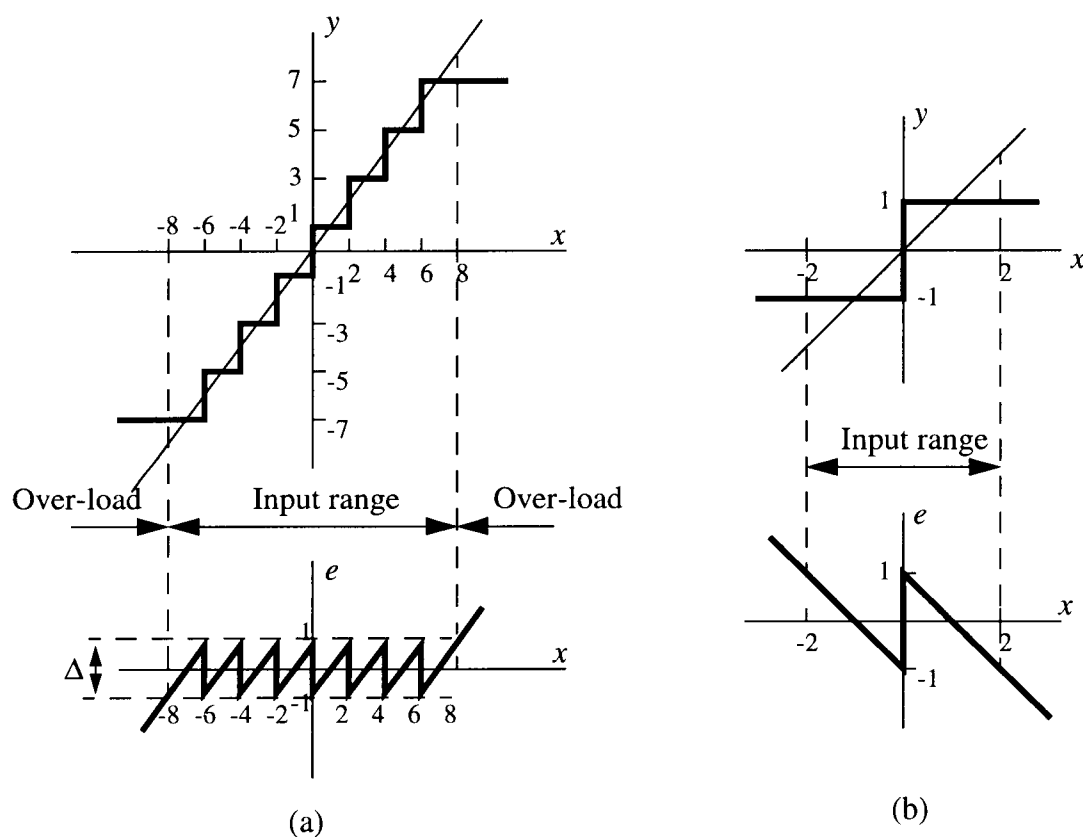 y
7
5
3
1
-8 -6 -4 -2
x
2 4 6 8
-1
-3
-5
-7
Over-load Input range Over-load
e
1
x
Δ
-1
-8 -6 -4 -2 2 4 6 8
(a)
y
1
-2 2 x
-1
Input range
e
1
x
-2 2
-1
(b)